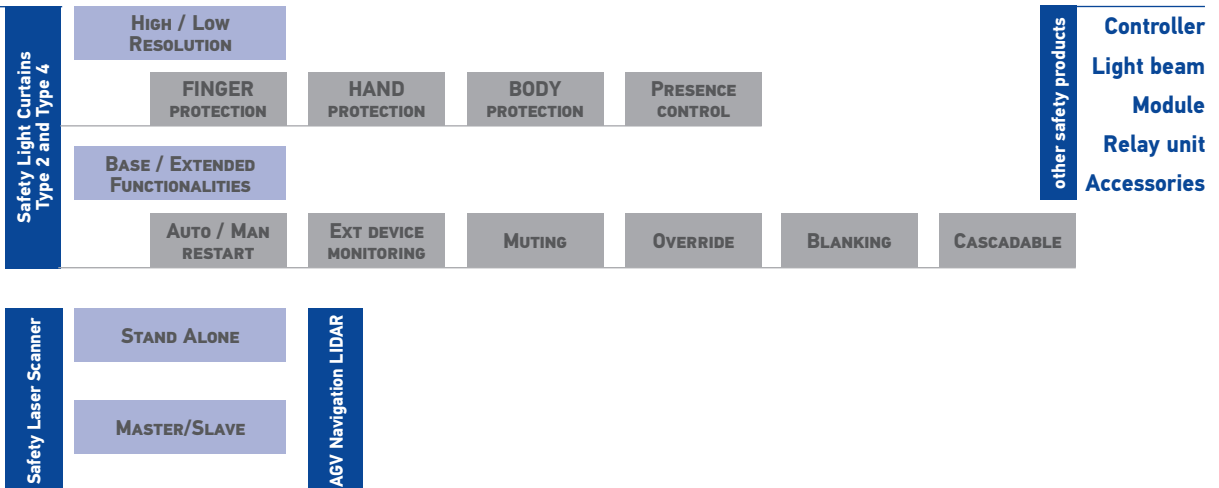 Safety Light Curtains
Type 2 and Type 4
High / Low
Resolution
FINGER
protection
HAND
protection
BODY
protection
Presence
control
Base / Extended
Functionalities
Auto / Man
restart
Ext device
monitoring
Muting
Override
Blanking
Cascadable
other safety products
Controller
Light beam
Module
Relay unit
Accessories
Safety Laser Scanner
Stand Alone
Master/Slave
AGV Navigation LIDAR